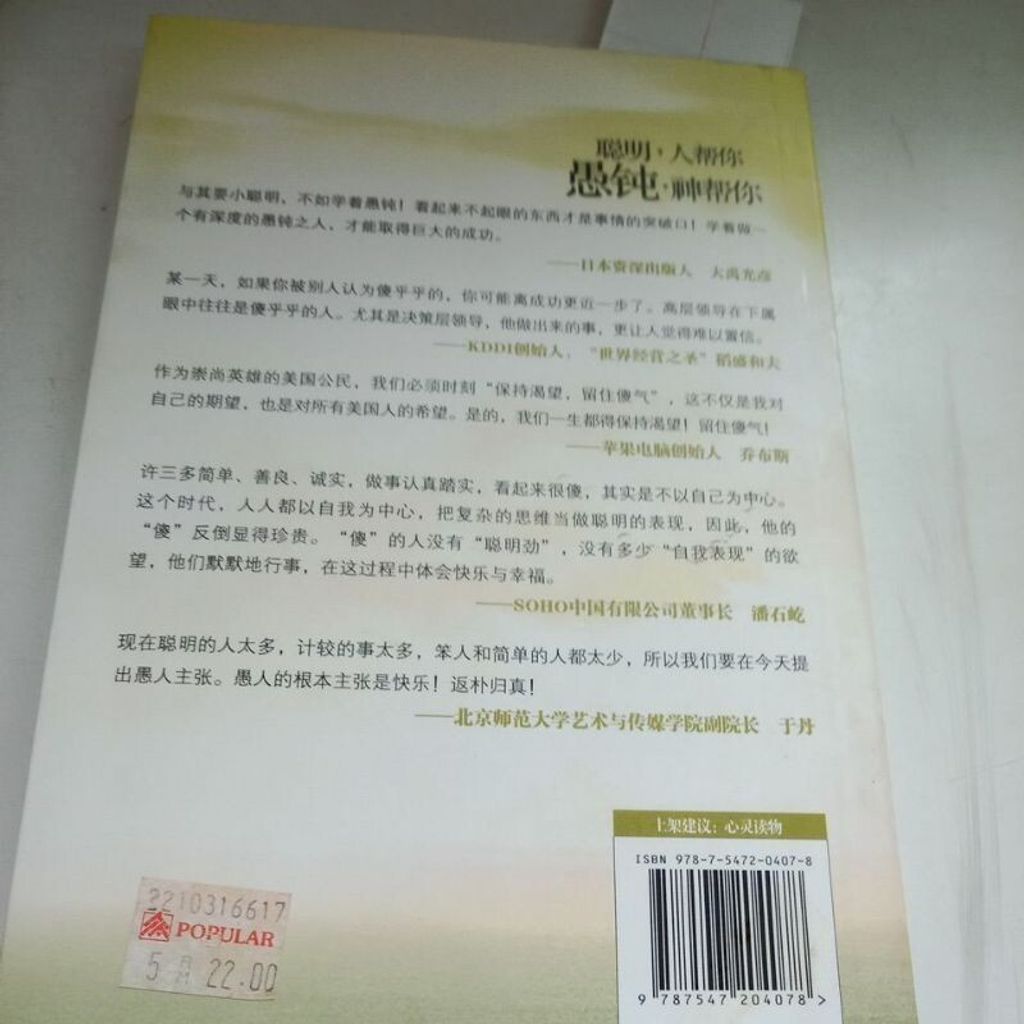 聪明·人帮你
愚钝·神帮你
与其耍小聪明，不如学着愚钝！看起来不起眼的东西才是事情的突破口！学着做一
个有深度的愚钝之人，才能取得巨大的成功。
——日本资深出版人 大禹光彦
某一天，如果你被别人认为傻乎乎的，你可能离成功更近一步了。高层领导在下属
眼中往往是傻乎乎的人。尤其是决策层领导，他做出来的事，更让人觉得难以置信。
——KDDI创始人，“世界经营之圣”稻盛和夫
作为崇尚英雄的美国公民，我们必须时刻“保持渴望，留住傻气”，这不仅是我对
自己的期望，也是对所有美国人的希望。是的，我们一生都得保持渴望！留住傻气！
——苹果电脑创始人 乔布斯
许三多简单、善良、诚实，做事认真踏实，看起来很傻，其实是不以自己为中心。
这个时代，人人都以自我为中心，把复杂的思维当做聪明的表现，因此，他的
“傻”反倒显得珍贵。“傻”的人没有“聪明劲”，没有多少“自我表现”的欲
望，他们默默地行事，在这过程中体会快乐与幸福。
——SOHO中国有限公司董事长 潘石屹
现在聪明的人太多，计较的事太多，笨人和简单的人都太少，所以我们要在今天提
出愚人主张。愚人的根本主张是快乐！返朴归真！
——北京师范大学艺术与传媒学院副院长 于丹
上架建议：心灵读物
ISBN 978-7-5472-0407-8
9 787547 204078 >
2210316617
POPULAR
5 RM 22.00